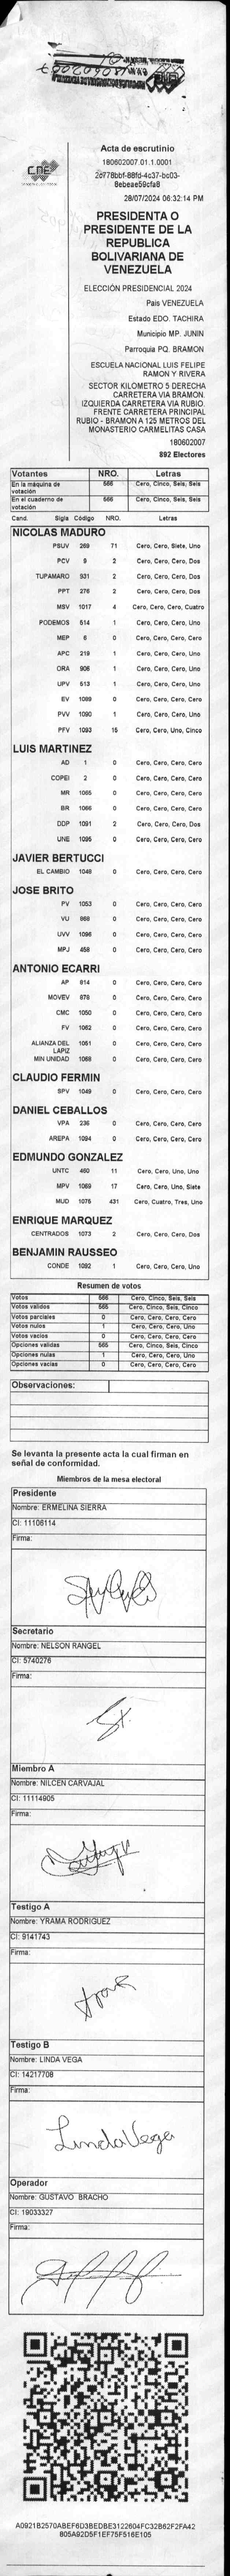 CNE
Acta de escrutinio
180602007.01.1.0001
28/07/2024 06:32:14 PM
PRESIDENTA O
PRESIDENTE DE LA
REPUBLICA
BOLIVARIANA DE
VENEZUELA
ELECCIÓN PRESIDENCIAL 2024
País VENEZUELA
Estado EDO. TACHIRA
Municipio MP. JUNIN
Parroquia PQ. BRAMON
ESCUELA NACIONAL LUIS FELIPE
RAMON Y RIVERA
SECTOR KILOMETRO 5 DERECHA
CARRETERA VIA BRAMON.
IZQUIERDA CARRETERA VIA RUBIO.
FRENTE CARRETERA PRINCIPAL
RUBIO - BRAMON A 125 METROS DEL
MONASTERIO CARMELITAS CASA
180602007
892 Electores
Votantes NRO. Letras
En la máquina de votación 566 Cero, Cinco, Seis, Seis
En el cuaderno de votación 566 Cero, Cinco, Seis, Seis
Cand. Sigla Código NRO. Letras
NICOLAS MADURO
PSUV 269 71 Cero, Cero, Siete, Uno
PCV 9 2 Cero, Cero, Cero, Dos
TUPAMARO 931 2 Cero, Cero, Cero, Dos
PPT 276 2 Cero, Cero, Cero, Dos
MSV 1017 4 Cero, Cero, Cero, Cuatro
PODEMOS 514 1 Cero, Cero, Cero, Uno
MEP 6 0 Cero, Cero, Cero, Cero
APC 219 1 Cero, Cero, Cero, Uno
ORA 906 1 Cero, Cero, Cero, Uno
UPV 513 1 Cero, Cero, Cero, Uno
EV 1089 0 Cero, Cero, Cero, Cero
PVV 1090 1 Cero, Cero, Cero, Uno
PFV 1093 15 Cero, Cero, Uno, Cinco
LUIS MARTINEZ
AD 1 0 Cero, Cero, Cero, Cero
COPEI 2 0 Cero, Cero, Cero, Cero
MR 1065 0 Cero, Cero, Cero, Cero
BR 1066 0 Cero, Cero, Cero, Cero
DDP 1091 2 Cero, Cero, Cero, Dos
UNE 1095 0 Cero, Cero, Cero, Cero
JAVIER BERTUCCI
EL CAMBIO 1048 0 Cero, Cero, Cero, Cero
JOSE BRITO
PV 1053 0 Cero, Cero, Cero, Cero
VU 868 0 Cero, Cero, Cero, Cero
UVV 1096 0 Cero, Cero, Cero, Cero
MPJ 458 0 Cero, Cero, Cero, Cero
ANTONIO ECARRI
AP 814 0 Cero, Cero, Cero, Cero
MOVEV 878 0 Cero, Cero, Cero, Cero
CMC 1050 0 Cero, Cero, Cero, Cero
FV 1062 0 Cero, Cero, Cero, Cero
ALIANZA DEL LAPIZ 1061 0 Cero, Cero, Cero, Cero
MIN UNIDAD 1068 0 Cero, Cero, Cero, Cero
CLAUDIO FERMIN
SPV 1049 0 Cero, Cero, Cero, Cero
DANIEL CEBALLOS
VPA 236 0 Cero, Cero, Cero, Cero
AREPA 1094 0 Cero, Cero, Cero, Cero
EDMUNDO GONZALEZ
UNTC 460 11 Cero, Cero, Uno, Uno
MPV 1069 17 Cero, Cero, Uno, Siete
MUD 1075 431 Cero, Cuatro, Tres, Uno
ENRIQUE MARQUEZ
CENTRADOS 1073 2 Cero, Cero, Cero, Dos
BENJAMIN RAUSSEO
CONDE 1092 1 Cero, Cero, Cero, Uno
Resumen de votos
Votos 566 Cero, Cinco, Seis, Seis
Votos válidos 565 Cero, Cinco, Seis, Cinco
Votos parciales 0 Cero, Cero, Cero, Cero
Votos nulos 1 Cero, Cero, Cero, Uno
Votos vacíos 0 Cero, Cero, Cero, Cero
Opciones válidas 565 Cero, Cinco, Seis, Cinco
Opciones nulas 1 Cero, Cero, Cero, Uno
Opciones vacías 0 Cero, Cero, Cero, Cero
Observaciones:
Se levanta la presente acta la cual firman en
señal de conformidad.
Miembros de la mesa electoral
Presidente
Nombre: ERMELINA SIERRA
CI: 11106114
Firma:
Secretario
Nombre: NELSON RANGEL
CI: 5740276
Firma:
Miembro A
Nombre: NILCEN CARVAJAL
CI: 11114905
Firma:
Testigo A
Nombre: YRAMA RODRIGUEZ
CI: 9141743
Firma:
Testigo B
Nombre: LINDA VEGA
CI: 14217708
Firma:
Linda Vega
Operador
Nombre: GUSTAVO BRACHO
CI: 19033327
Firma:
A0921B2570ABEF6D3BEDBE3122604FC32B62F2FA42
805A92D5F1EF75F516E105